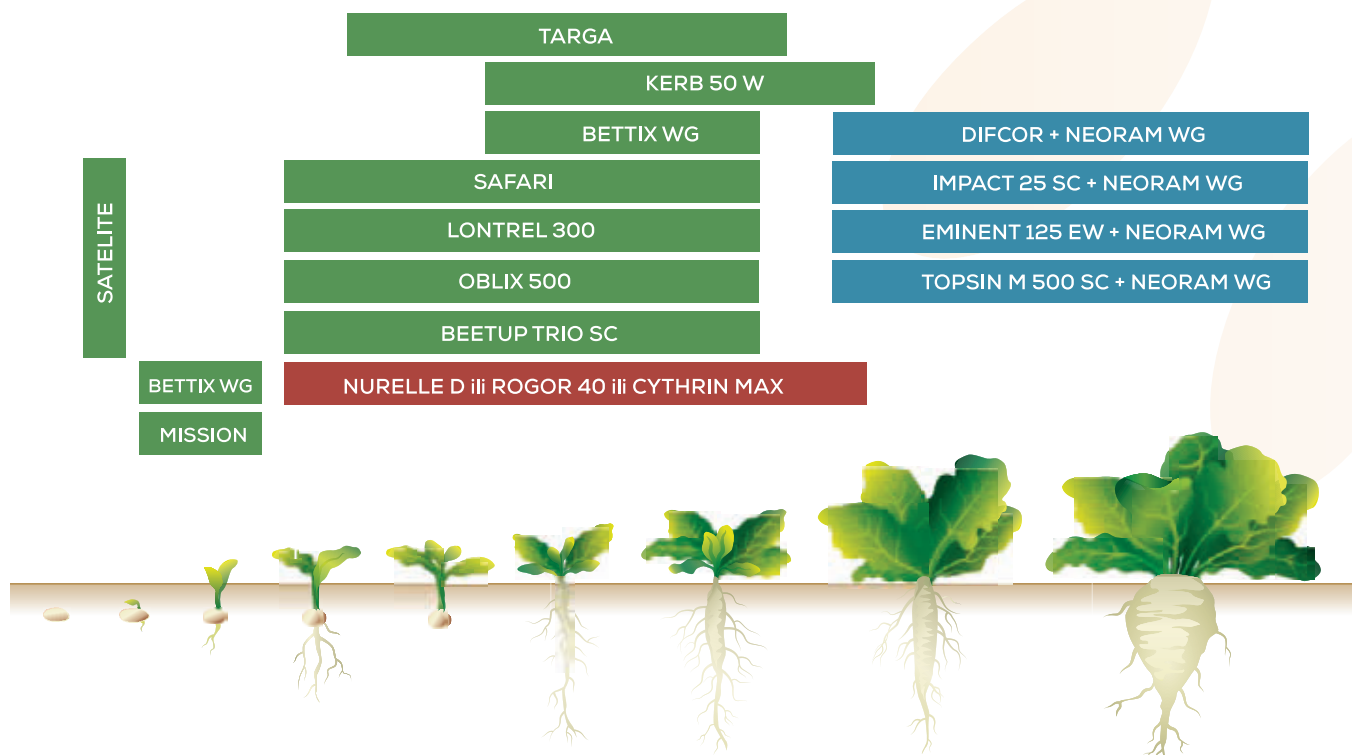 TARGA
KERB 50 W
BETTIX WG
DIFCOR + NEORAM WG
SATELITE
SAFARI
IMPACT 25 SC + NEORAM WG
LONTREL 300
EMINENT 125 EW + NEORAM WG
OBLIX 500
TOPSIN M 500 SC + NEORAM WG
BEETUP TRIO SC
BETTIX WG
NURELLE D ili ROGOR 40 ili CYTHRIN MAX
MISSION